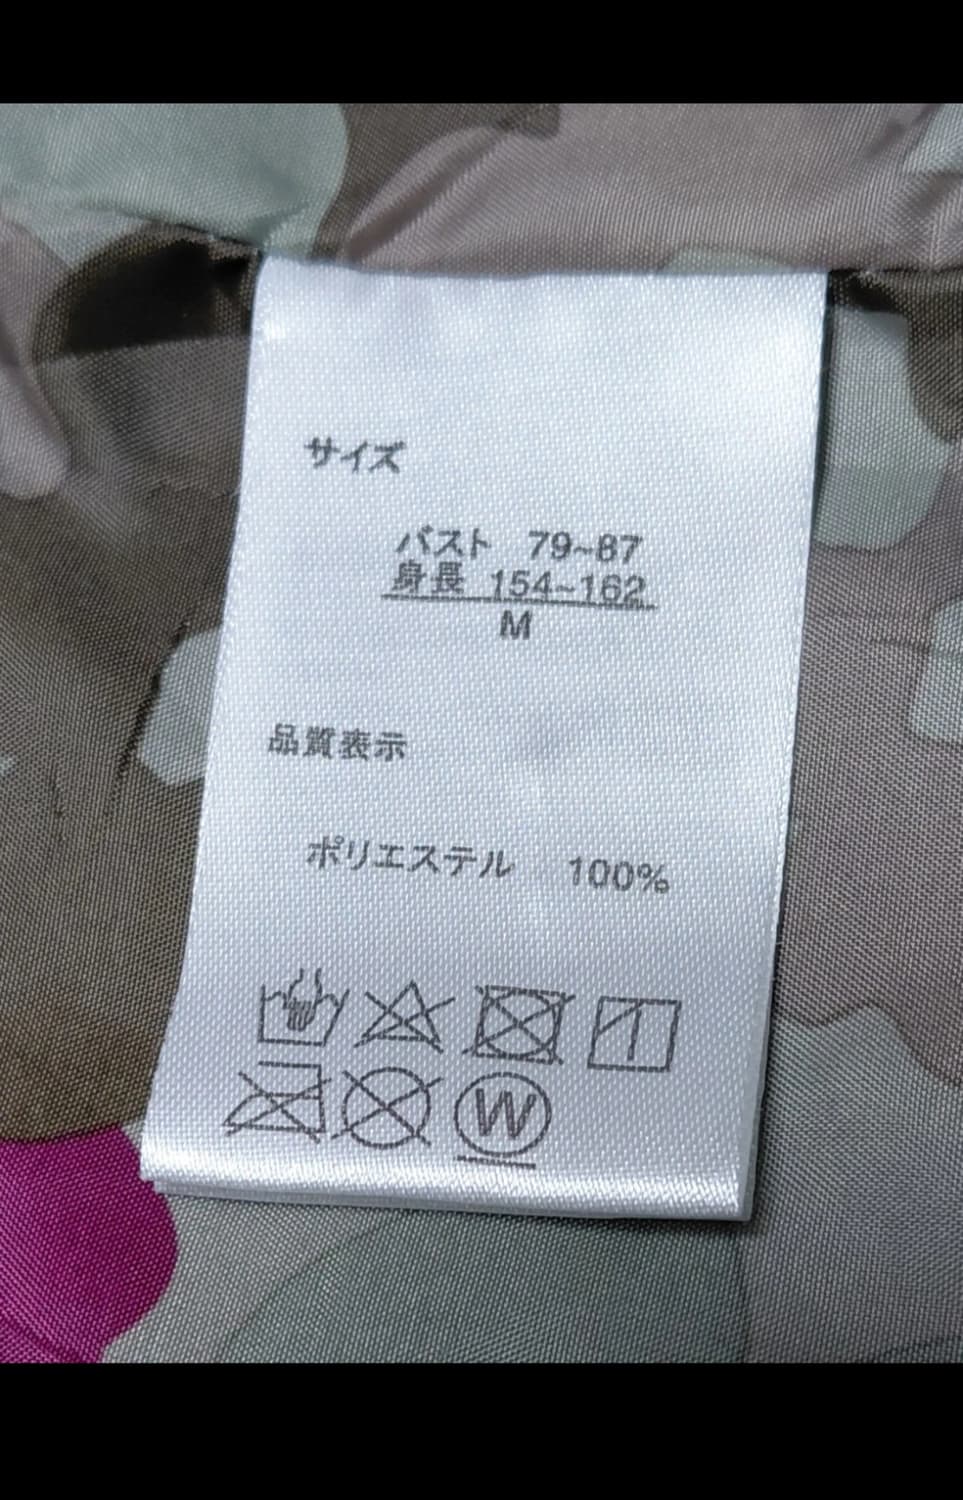 サイズ
バスト 79~87
身長 154~162
M
品質表示
ポリエステル 100%
W